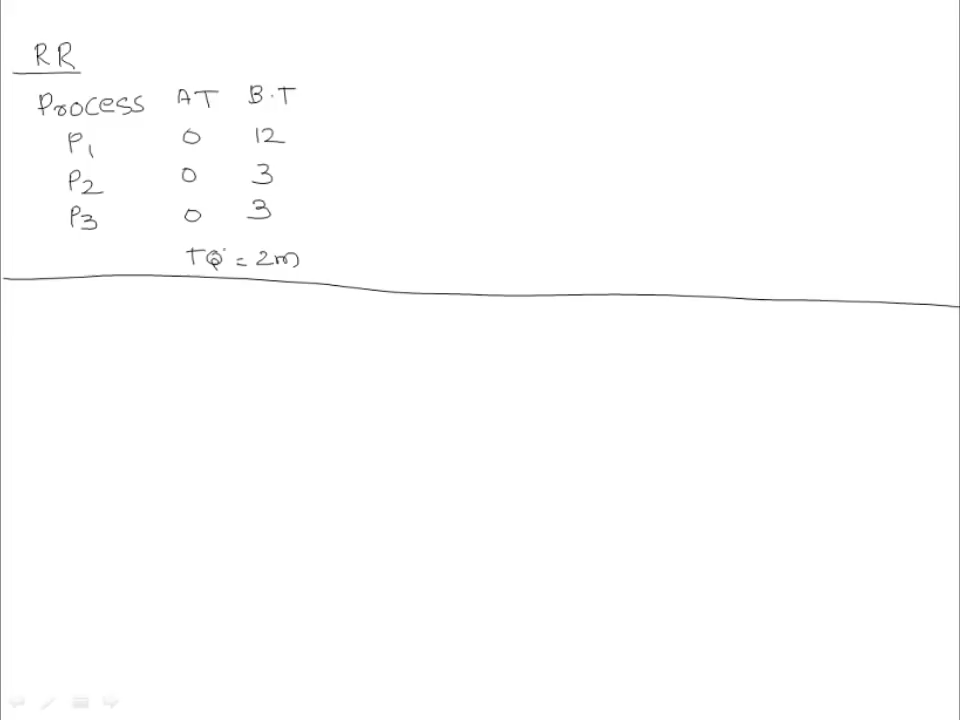 RR
Process AT B.T
P1 0 12
P2 0 3
P3 0 3
TQ = 2m